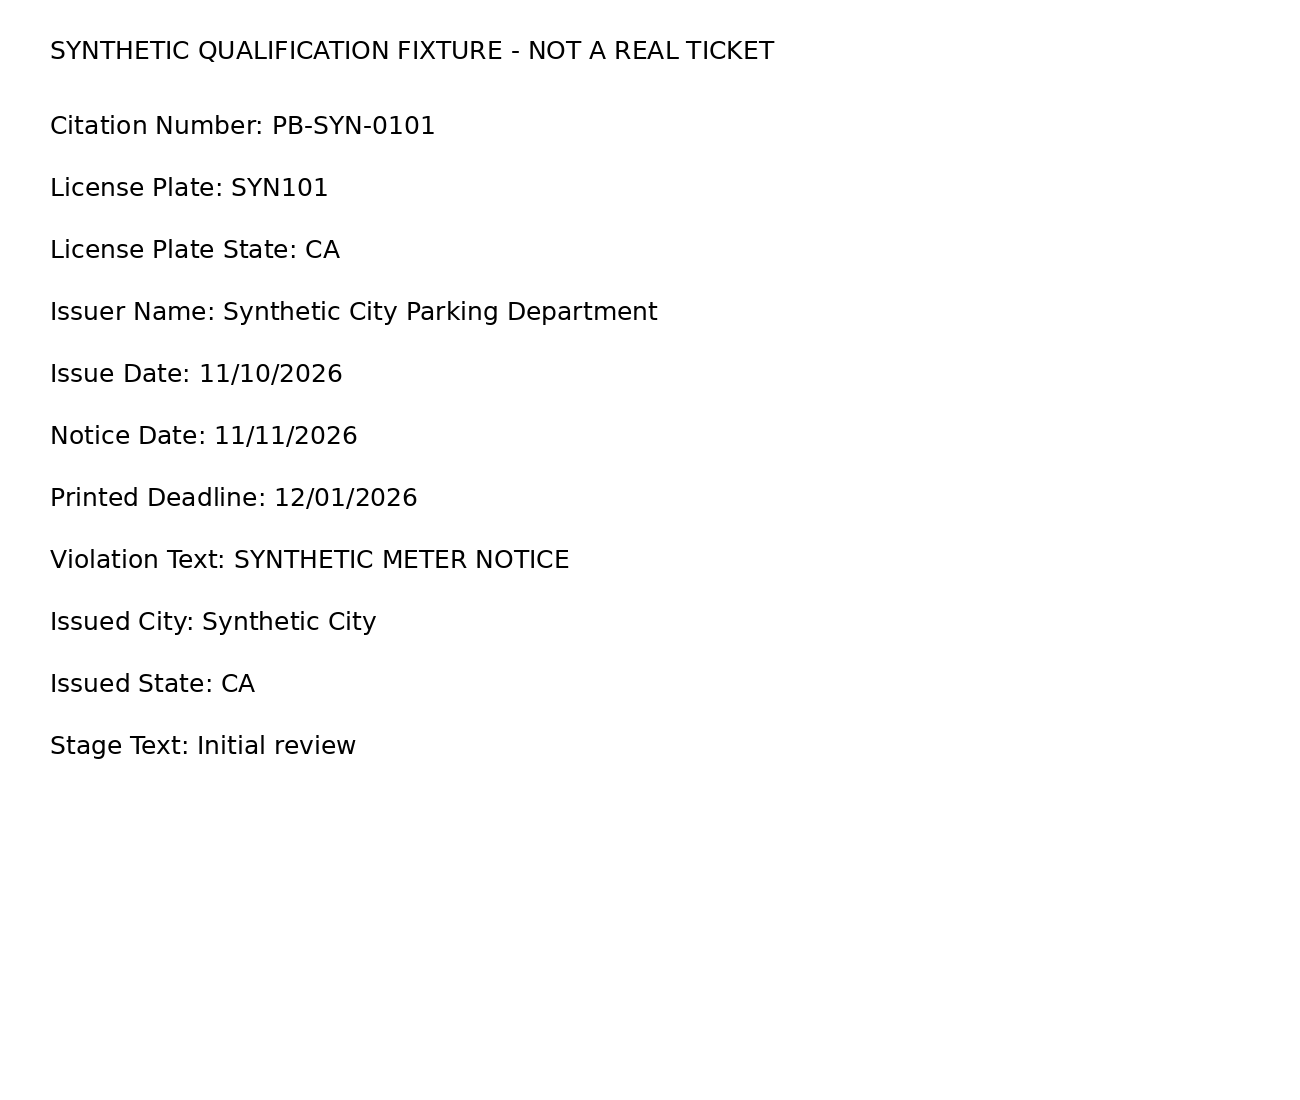 SYNTHETIC QUALIFICATION FIXTURE - NOT A REAL TICKET
Citation Number: PB-SYN-0101
License Plate: SYN101
License Plate State: CA
Issuer Name: Synthetic City Parking Department
Issue Date: 11/10/2026
Notice Date: 11/11/2026
Printed Deadline: 12/01/2026
Violation Text: SYNTHETIC METER NOTICE
Issued City: Synthetic City
Issued State: CA
Stage Text: Initial review